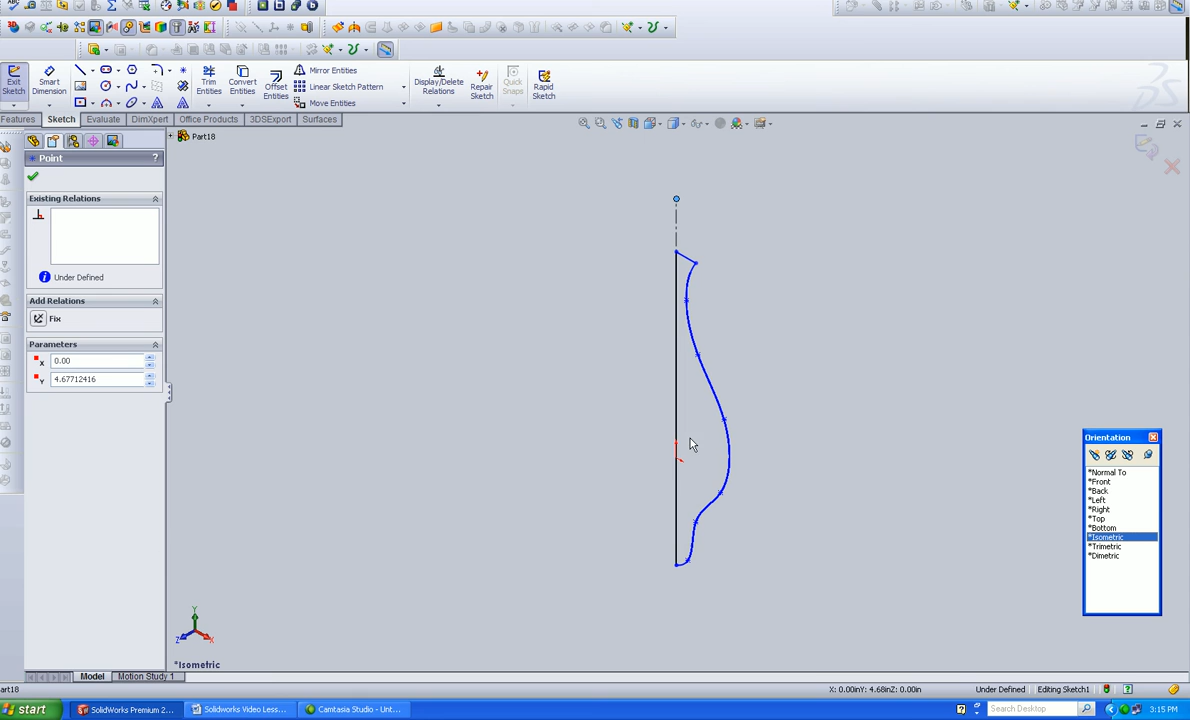 Exit Sketch
Smart Dimension
Trim Entities
Convert Entities
Offset Entities
Mirror Entities
Linear Sketch Pattern
Move Entities
Display/Delete Relations
Repair Sketch
Quick Snaps
Rapid Sketch
Features
Sketch
Evaluate
DimXpert
Office Products
3DSExport
Surfaces
Part18
Point
?
Existing Relations
Under Defined
Add Relations
Fix
Parameters
X
0.00
Y
4.67712416
Orientation
*Normal To
*Front
*Back
*Left
*Right
*Top
*Bottom
*Isometric
*Trimetric
*Dimetric
Y
Z
X
*Isometric
Model
Motion Study 1
art18
X: 0.00inY: 4.68inZ: 0.00in
Under Defined
Editing Sketch1
start
SolidWorks Premium 2...
Solidworks Video Less...
Camtasia Studio - Unt...
Search Desktop
3:15 PM